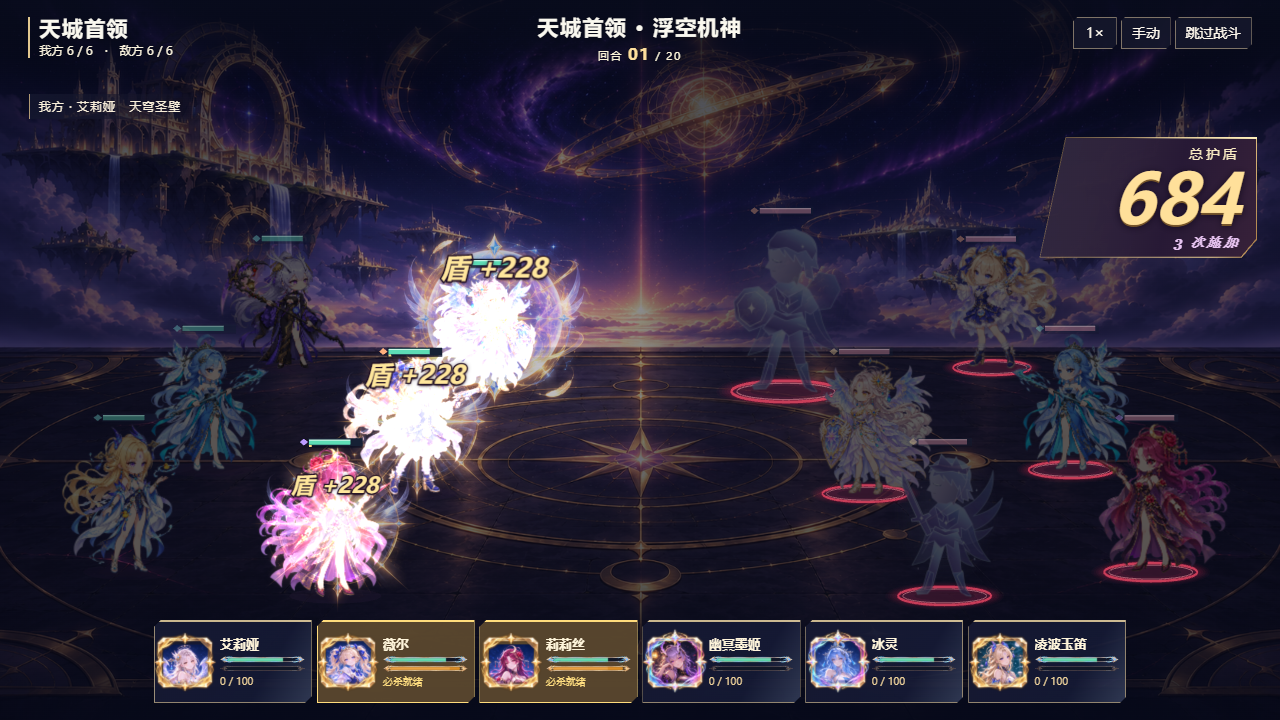 天城首领
我方 6 / 6 · 敌方 6 / 6
天城首领 · 浮空机神
回合 01 / 20
1×
手动
跳过战斗
我方 · 艾莉娅 天穹圣壁
总护盾
684
3 次施加
盾 +228
盾 +228
盾 +228
艾莉娅
0 / 100
薇尔
必杀就绪
莉莉丝
必杀就绪
幽冥墨姬
0 / 100
冰灵
0 / 100
凌波玉笛
0 / 100